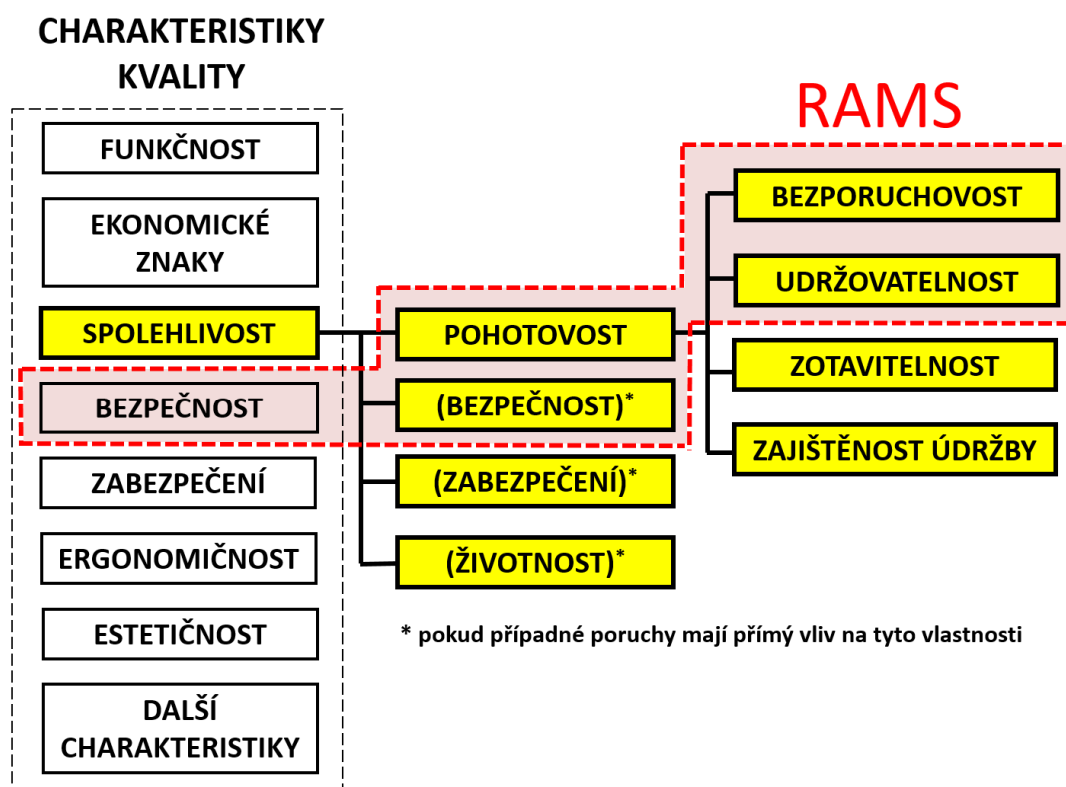 CHARAKTERISTIKY
KVALITY
FUNKČNOST
EKONOMICKÉ
ZNAKY
SPOLEHLIVOST
BEZPEČNOST
ZABEZPEČENÍ
ERGONOMIČNOST
ESTETIČNOST
DALŠÍ
CHARAKTERISTIKY
POHOTOVOST
(BEZPEČNOST)*
(ZABEZPEČENÍ)*
(ŽIVOTNOST)*
RAMS
BEZPORUCHOVOST
UDRŽOVATELNOST
ZOTAVITELNOST
ZAJIŠTĚNOST ÚDRŽBY
* pokud případné poruchy mají přímý vliv na tyto vlastnosti